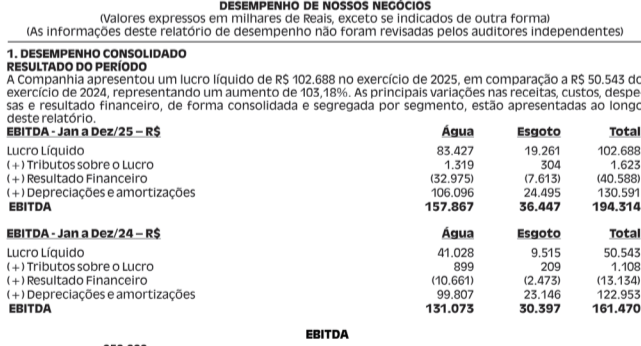 DESEMPENHO DE NOSSOS NEGÓCIOS
(Valores expressos em milhares de Reais, exceto se indicados de outra forma)
(As informações deste relatório de desempenho não foram revisadas pelos auditores independentes)
1. DESEMPENHO CONSOLIDADO
RESULTADO DO PERÍODO
A Companhia apresentou um lucro líquido de R$ 102.688 no exercício de 2025, em comparação a R$ 50.543 do
exercício de 2024, representando um aumento de 103,18%. As principais variações nas receitas, custos, despe-
sas e resultado financeiro, de forma consolidada e segregada por segmento, estão apresentadas ao longo
deste relatório.
EBITDA - Jan a Dez/25 – R$ Água Esgoto Total
Lucro Líquido 83.427 19.261 102.688
(+) Tributos sobre o Lucro 1.319 304 1.623
(+) Resultado Financeiro (32.975) (7.613) (40.588)
(+) Depreciações e amortizações 106.096 24.495 130.591
EBITDA 157.867 36.447 194.314
EBITDA - Jan a Dez/24 – R$ Água Esgoto Total
Lucro Líquido 41.028 9.515 50.543
(+) Tributos sobre o Lucro 899 209 1.108
(+) Resultado Financeiro (10.661) (2.473) (13.134)
(+) Depreciações e amortizações 99.807 23.146 122.953
EBITDA 131.073 30.397 161.470
EBITDA